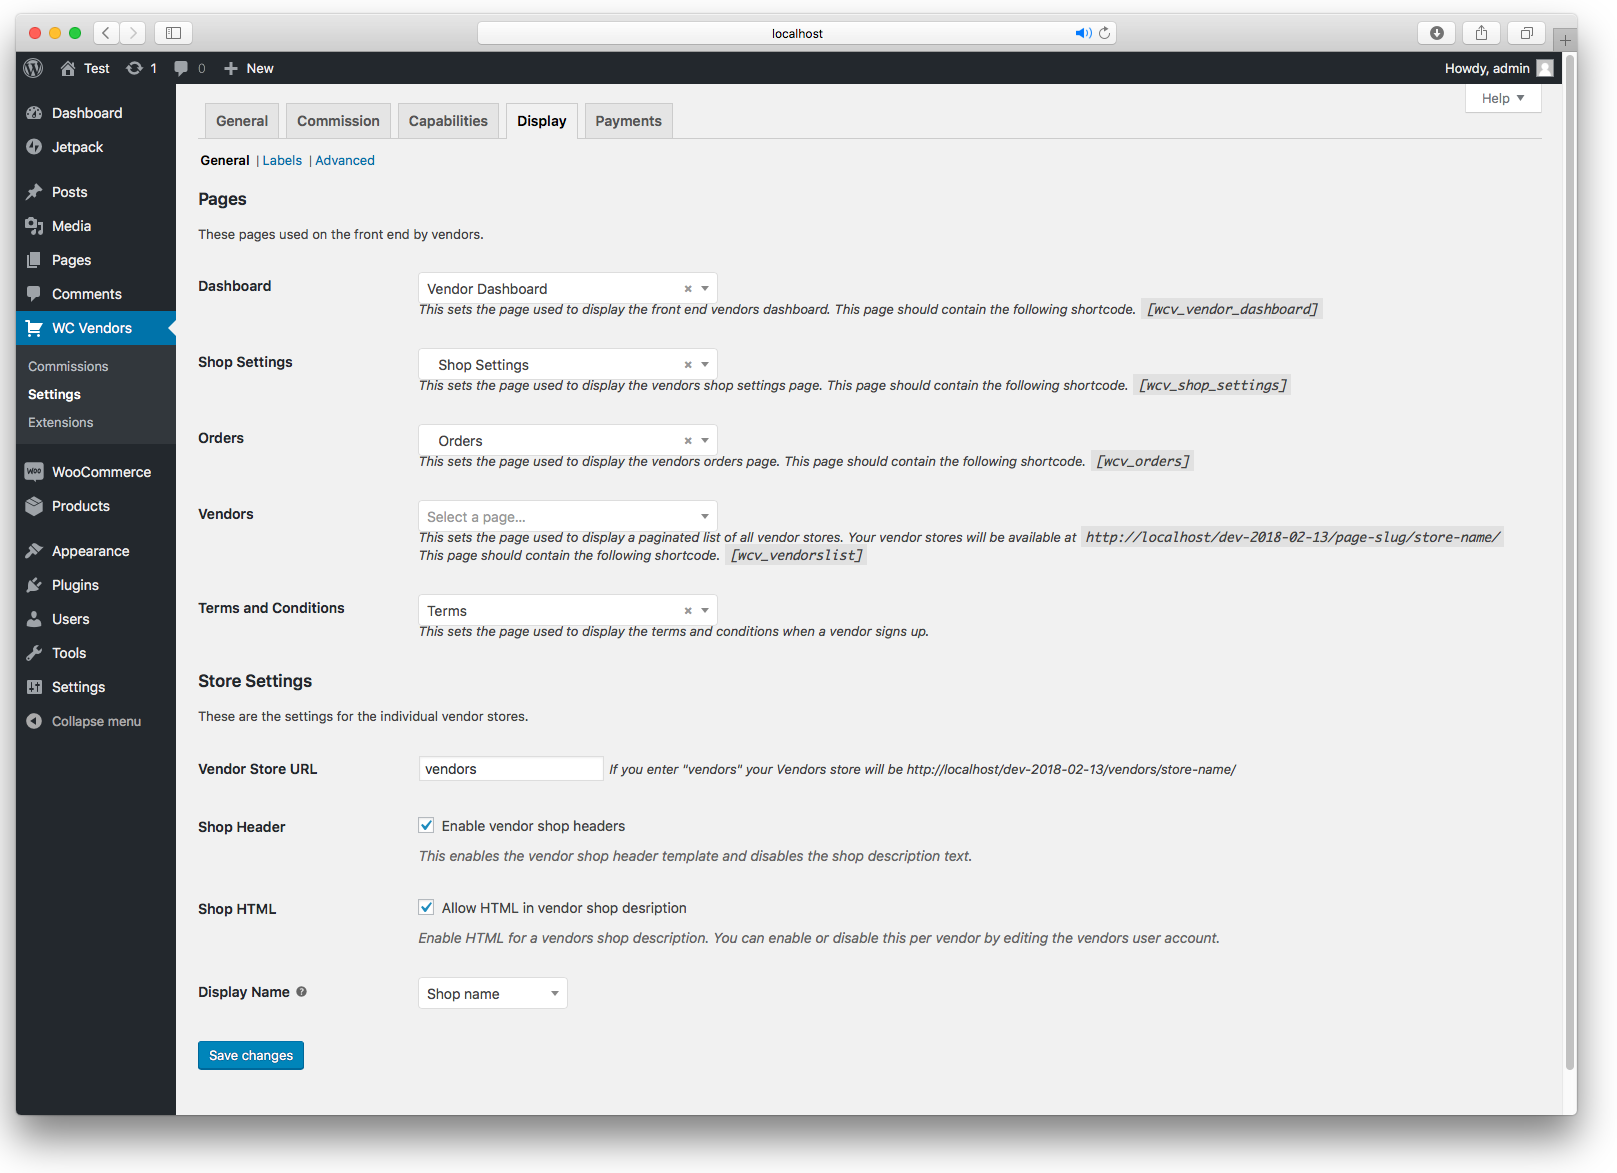 localhost
Test 1 0 New
Howdy, admin
Help
Dashboard
Jetpack
Posts
Media
Pages
Comments
WC Vendors
Commissions
Settings
Extensions
WOO WooCommerce
Products
Appearance
Plugins
Users
Tools
Settings
Collapse menu
General Commission Capabilities Display Payments
General | Labels | Advanced
Pages
These pages used on the front end by vendors.
Dashboard
Vendor Dashboard × 
This sets the page used to display the front end vendors dashboard. This page should contain the following shortcode. [wcv_vendor_dashboard]
Shop Settings
Shop Settings ×
This sets the page used to display the vendors shop settings page. This page should contain the following shortcode. [wcv_shop_settings]
Orders
Orders ×
This sets the page used to display the vendors orders page. This page should contain the following shortcode. [wcv_orders]
Vendors
Select a page...
This sets the page used to display a paginated list of all vendor stores. Your vendor stores will be available at http://localhost/dev-2018-02-13/page-slug/store-name/
This page should contain the following shortcode. [wcv_vendorslist]
Terms and Conditions
Terms ×
This sets the page used to display the terms and conditions when a vendor signs up.
Store Settings
These are the settings for the individual vendor stores.
Vendor Store URL
vendors If you enter "vendors" your Vendors store will be http://localhost/dev-2018-02-13/vendors/store-name/
Shop Header
Enable vendor shop headers
This enables the vendor shop header template and disables the shop description text.
Shop HTML
Allow HTML in vendor shop desription
Enable HTML for a vendors shop description. You can enable or disable this per vendor by editing the vendors user account.
Display Name ?
Shop name
Save changes